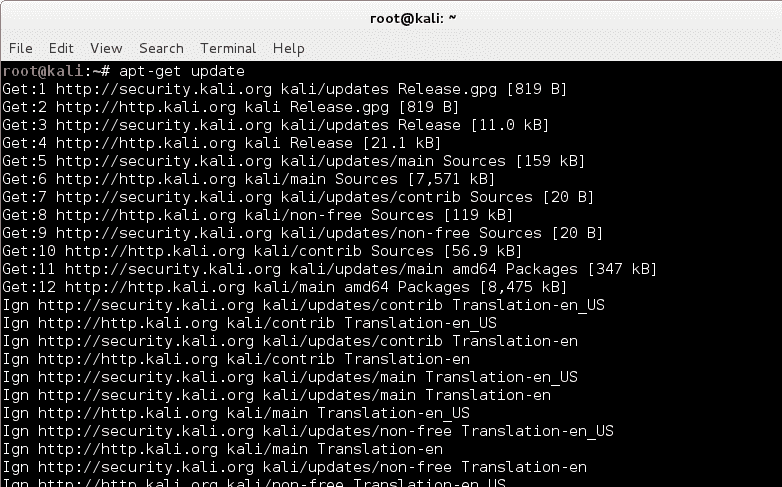 root@kali: ~
File Edit View Search Terminal Help
root@kali:~# apt-get update
Get:1 http://security.kali.org kali/updates Release.gpg [819 B]
Get:2 http://http.kali.org kali Release.gpg [819 B]
Get:3 http://security.kali.org kali/updates Release [11.0 kB]
Get:4 http://http.kali.org kali Release [21.1 kB]
Get:5 http://security.kali.org kali/updates/main Sources [159 kB]
Get:6 http://http.kali.org kali/main Sources [7,571 kB]
Get:7 http://security.kali.org kali/updates/contrib Sources [20 B]
Get:8 http://http.kali.org kali/non-free Sources [119 kB]
Get:9 http://security.kali.org kali/updates/non-free Sources [20 B]
Get:10 http://http.kali.org kali/contrib Sources [56.9 kB]
Get:11 http://security.kali.org kali/updates/main amd64 Packages [347 kB]
Get:12 http://http.kali.org kali/main amd64 Packages [8,475 kB]
Ign http://security.kali.org kali/updates/contrib Translation-en_US
Ign http://http.kali.org kali/contrib Translation-en_US
Ign http://security.kali.org kali/updates/contrib Translation-en
Ign http://http.kali.org kali/contrib Translation-en
Ign http://security.kali.org kali/updates/main Translation-en_US
Ign http://security.kali.org kali/updates/main Translation-en
Ign http://http.kali.org kali/main Translation-en_US
Ign http://security.kali.org kali/updates/non-free Translation-en_US
Ign http://http.kali.org kali/main Translation-en
Ign http://security.kali.org kali/updates/non-free Translation-en
Ign http://http.kali.org kali/non-free Translation-en_US